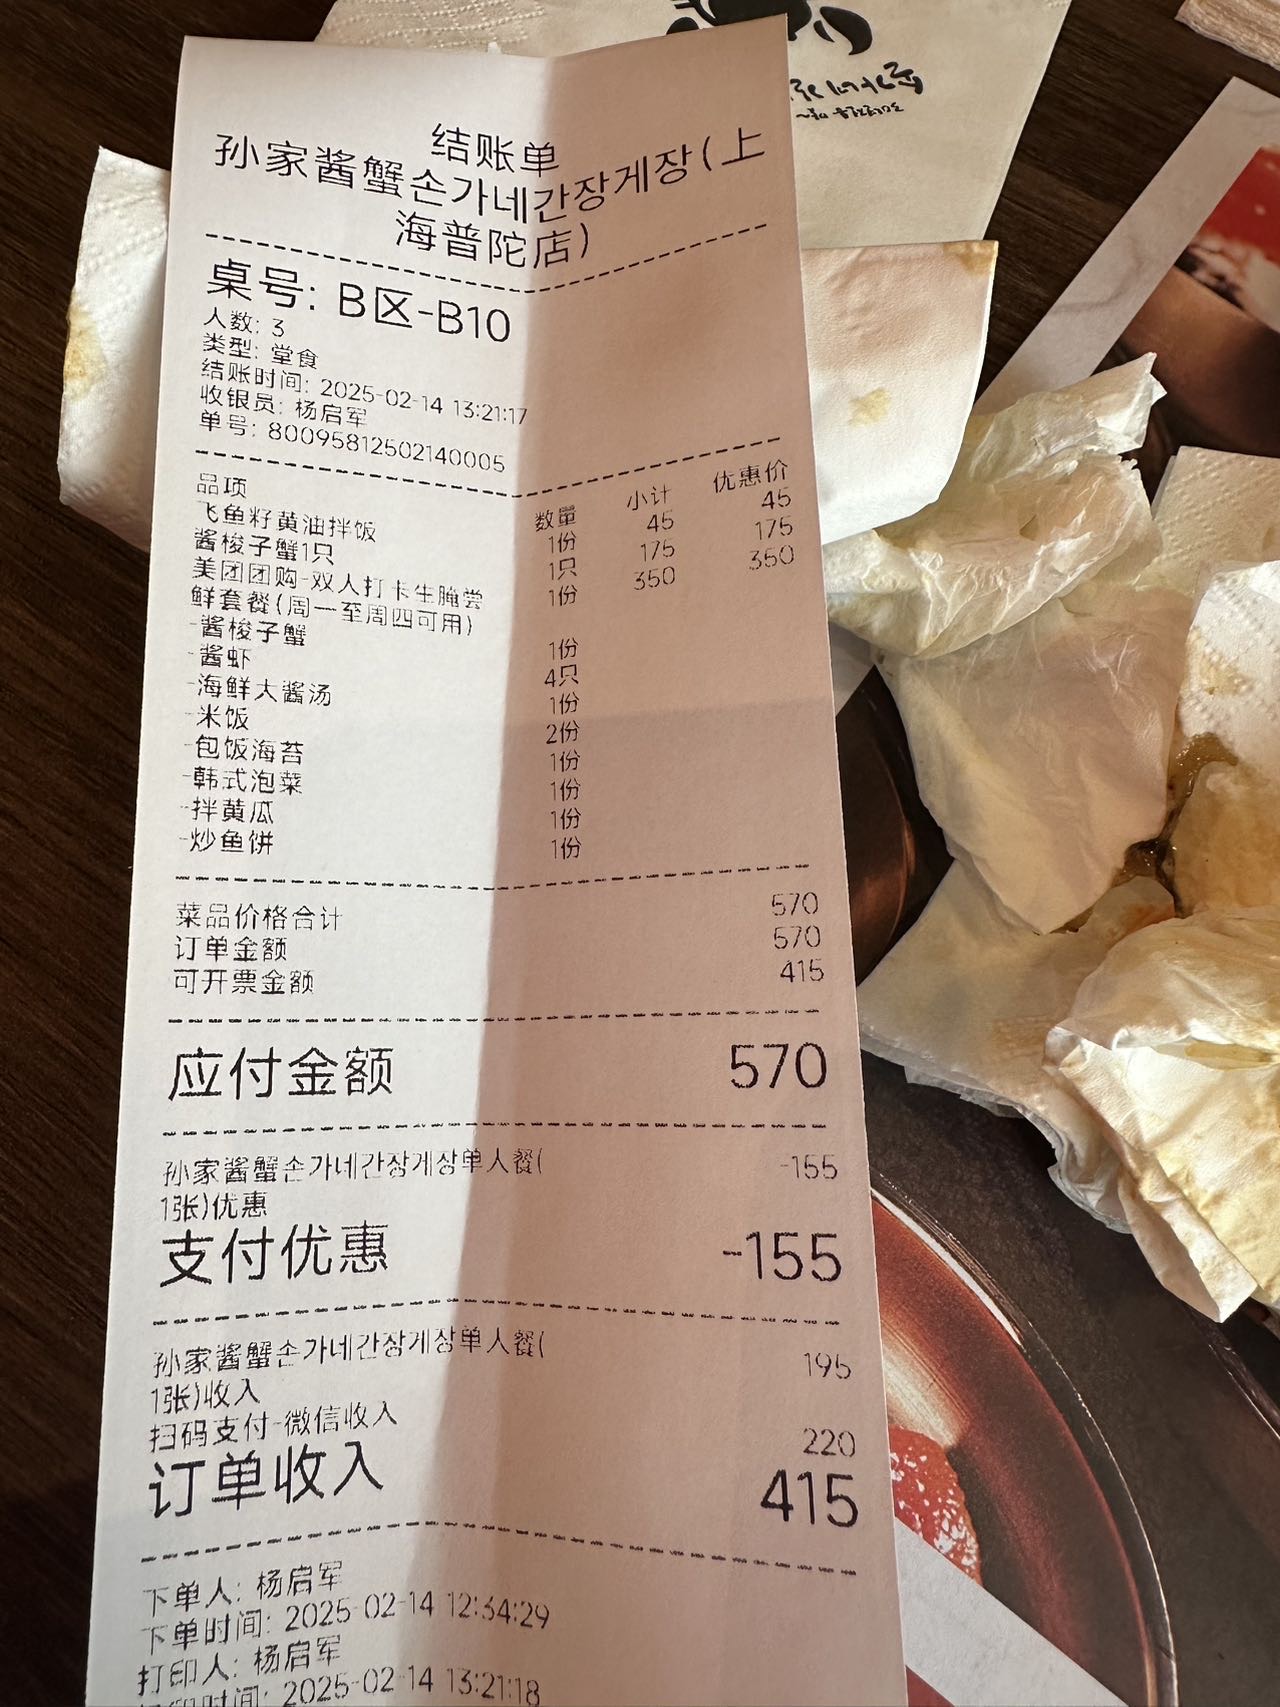 结账单
孙家酱蟹손가네간장게장(上
海普陀店)
桌号: B区-B10
人数: 3
类型: 堂食
结账时间: 2025-02-14 13:21:17
收银员: 杨启军
单号: 80095812502140005
品项 数量 小计 优惠价
飞鱼籽黄油拌饭 1份 45 45
酱梭子蟹1只 1只 175 175
美团团购-双人打卡生腌尝 1份 350 350
鲜套餐(周一至周四可用)
-酱梭子蟹 1份
-酱虾 4只
-海鲜大酱汤 1份
-米饭 2份
-包饭海苔 1份
-韩式泡菜 1份
-拌黄瓜 1份
-炒鱼饼 1份
菜品价格合计 570
订单金额 570
可开票金额 415
应付金额 570
孙家酱蟹손가네간장게장单人餐( -155
1张)优惠
支付优惠 -155
孙家酱蟹손가네간장게장单人餐( 195
1张)收入
扫码支付-微信收入 220
订单收入 415
下单人: 杨启军
下单时间: 2025-02-14 12:34:29
打印人: 杨启军
打印时间: 2025-02-14 13:21:18